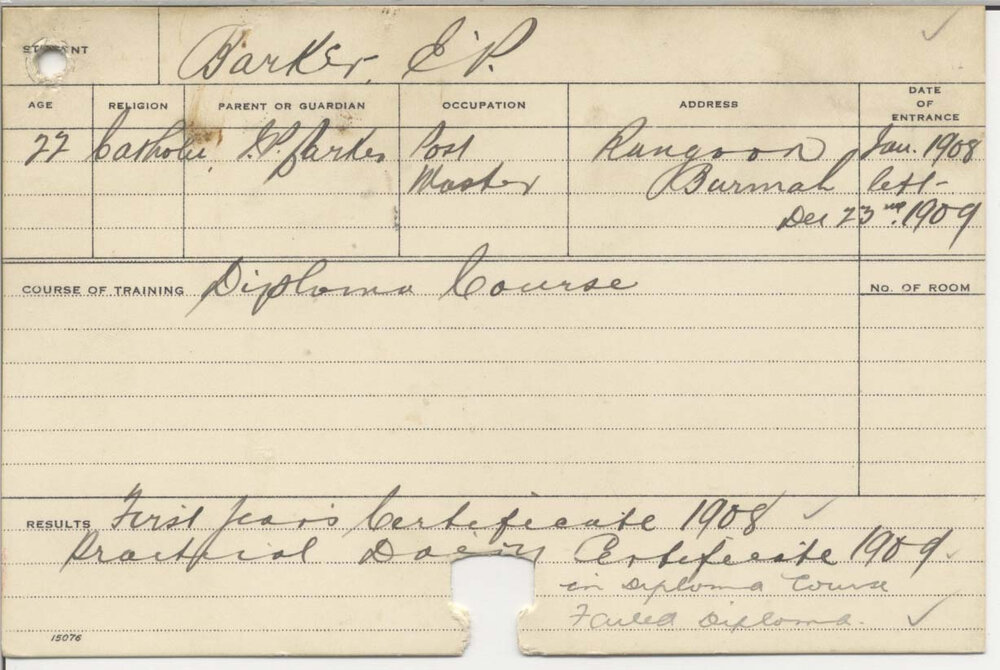 STUDENT Barker, E.P.
AGE RELIGION PARENT OR GUARDIAN OCCUPATION ADDRESS DATE OF ENTRANCE
22 Catholic J.P. Barker Post Rangoon Jan. 1908
Master Burmah left
Dec 23rd. 1909
COURSE OF TRAINING Diploma Course No. OF ROOM
RESULTS First Years Certificate 1908 ✓
Practical Dairy Certificate 1909 ✓
in Diploma Course
Failed Diploma. ✓
15076